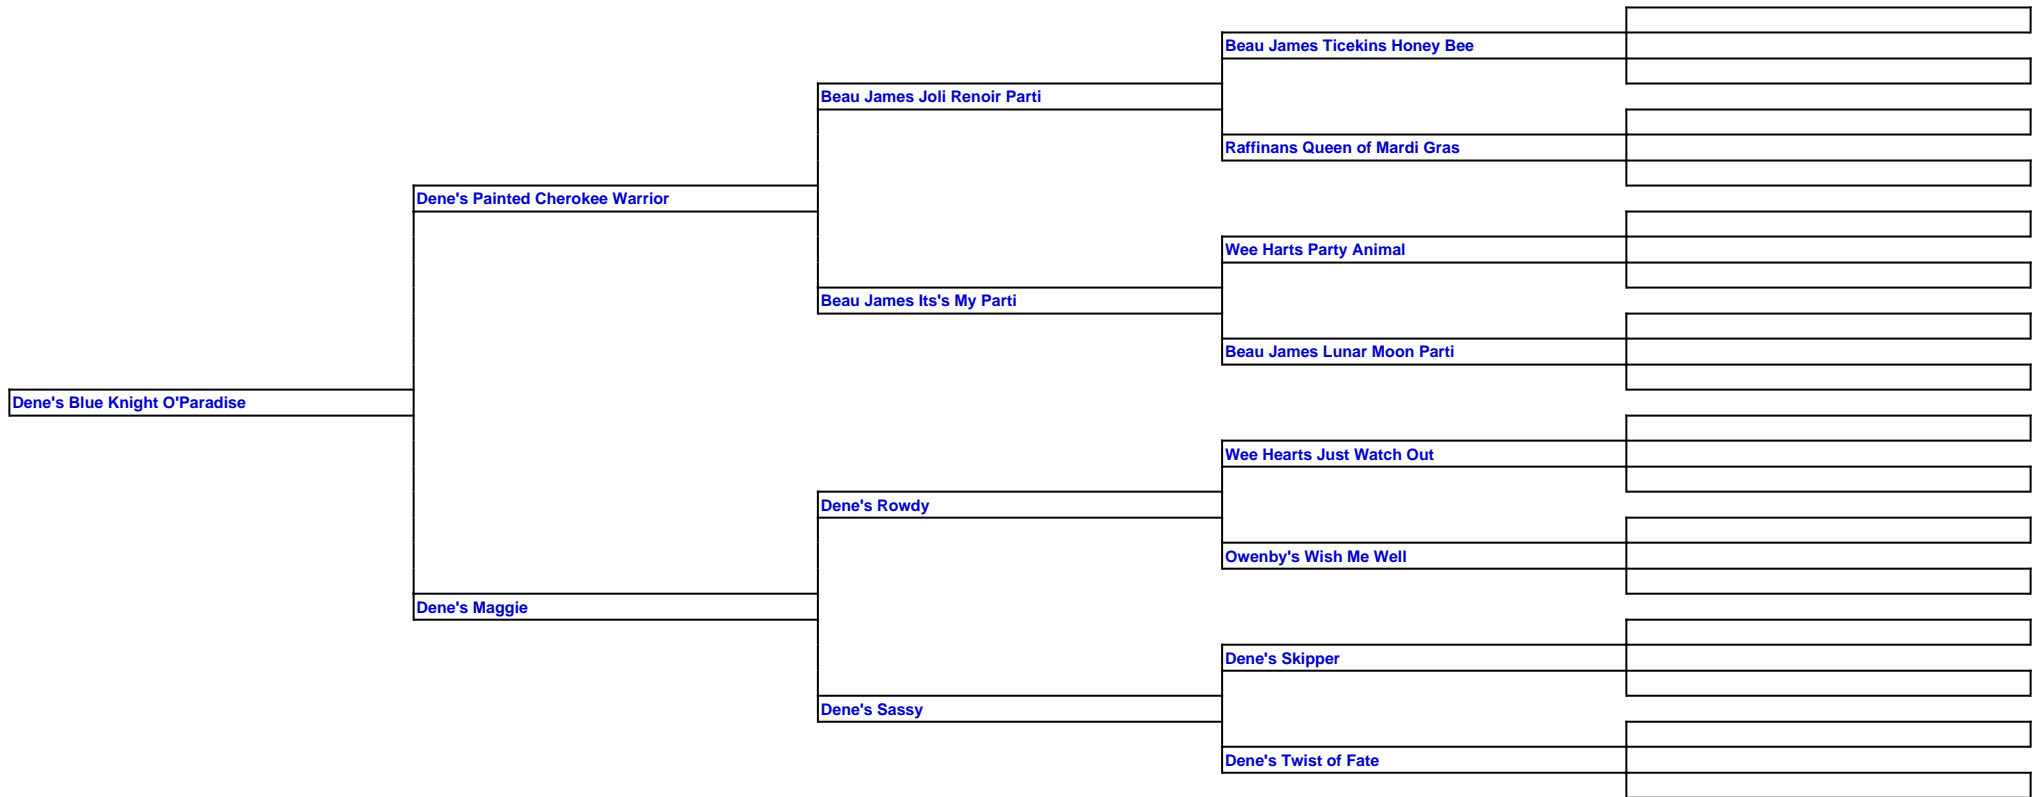 Beau James Ticekins Honey Bee
Beau James Joli Renoir Parti
Raffinans Queen of Mardi Gras
Dene's Painted Cherokee Warrior
Wee Harts Party Animal
Beau James Its's My Parti
Beau James Lunar Moon Parti
Dene's Blue Knight O'Paradise
Wee Hearts Just Watch Out
Dene's Rowdy
Owenby's Wish Me Well
Dene's Maggie
Dene's Skipper
Dene's Sassy
Dene's Twist of Fate